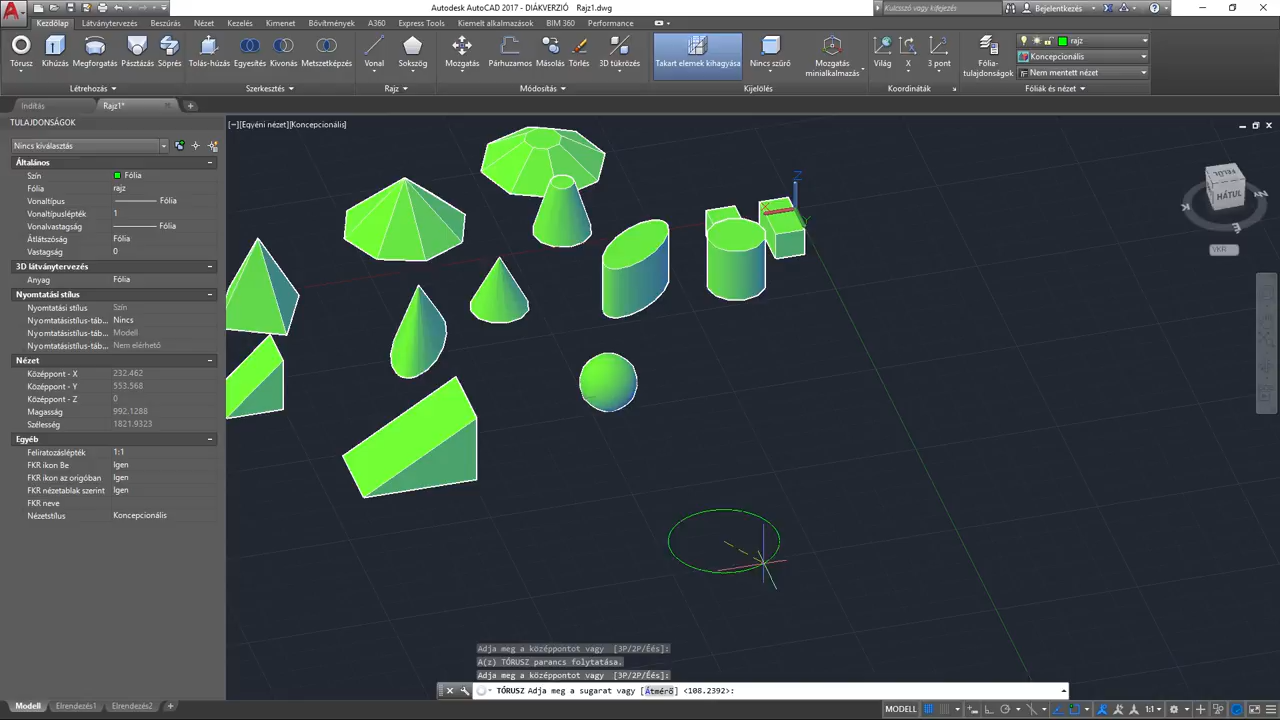 Autodesk AutoCAD 2017 - DIÁKVERZIÓ Rajz1.dwg
Kulcsszó vagy kifejezés
Bejelentkezés
Kezdőlap Látványtervezés Beszúrás Nézet Kezelés Kimenet Bővítmények A360 Express Tools Kiemelt alkalmazások BIM 360 Performance
Tórusz Kihúzás Megforgatás Pásztázás Söprés Tolás-húzás Egyesítés Kivonás Metszetképzés Vonal Sokszög Mozgatás Párhuzamos Másolás Törlés 3D tükrözés Takart elemek kihagyása Nincs szűrő Mozgatás minialkalmazás Világ X 3 pont Fólia-tulajdonságok
rajz
Koncepcionális
Nem mentett nézet
Létrehozás Szerkesztés Rajz Módosítás Kijelölés Koordináták Fóliák és nézet
Indítás Rajz1*
TULAJDONSÁGOK
[−][Egyéni nézet][Koncepcionális]
Nincs kiválasztás
Általános
Szín Fólia
Fólia rajz
Vonaltípus Fólia
Vonaltípuslépték 1
Vonalvastagság Fólia
Átlátszóság Fólia
Vastagság 0
3D látványtervezés
Anyag Fólia
Nyomtatási stílus
Nyomtatási stílus Szín
Nyomtatásistílus-táb... Nincs
Nyomtatásistílus-táb... Modell
Nyomtatásistílus-táb... Nem elérhető
Nézet
Középpont - X 232.462
Középpont - Y 553.568
Középpont - Z 0
Magasság 992.1288
Szélesség 1821.9323
Egyéb
Feliratozáslépték 1:1
FKR ikon Be Igen
FKR ikon az origóban Igen
FKR nézetablak szerint Igen
FKR neve
Nézetstílus Koncepcionális
Z
X
Y
FELÜL
HÁTUL
VKR
Adja meg a középpontot vagy [3P/2P/Éés]:
A(z) TÓRUSZ parancs folytatása.
Adja meg a középpontot vagy [3P/2P/Éés]:
TÓRUSZ Adja meg a sugarat vagy [Átmérő] <108.2392>:
Modell Elrendezés1 Elrendezés2
MODELL
1:1